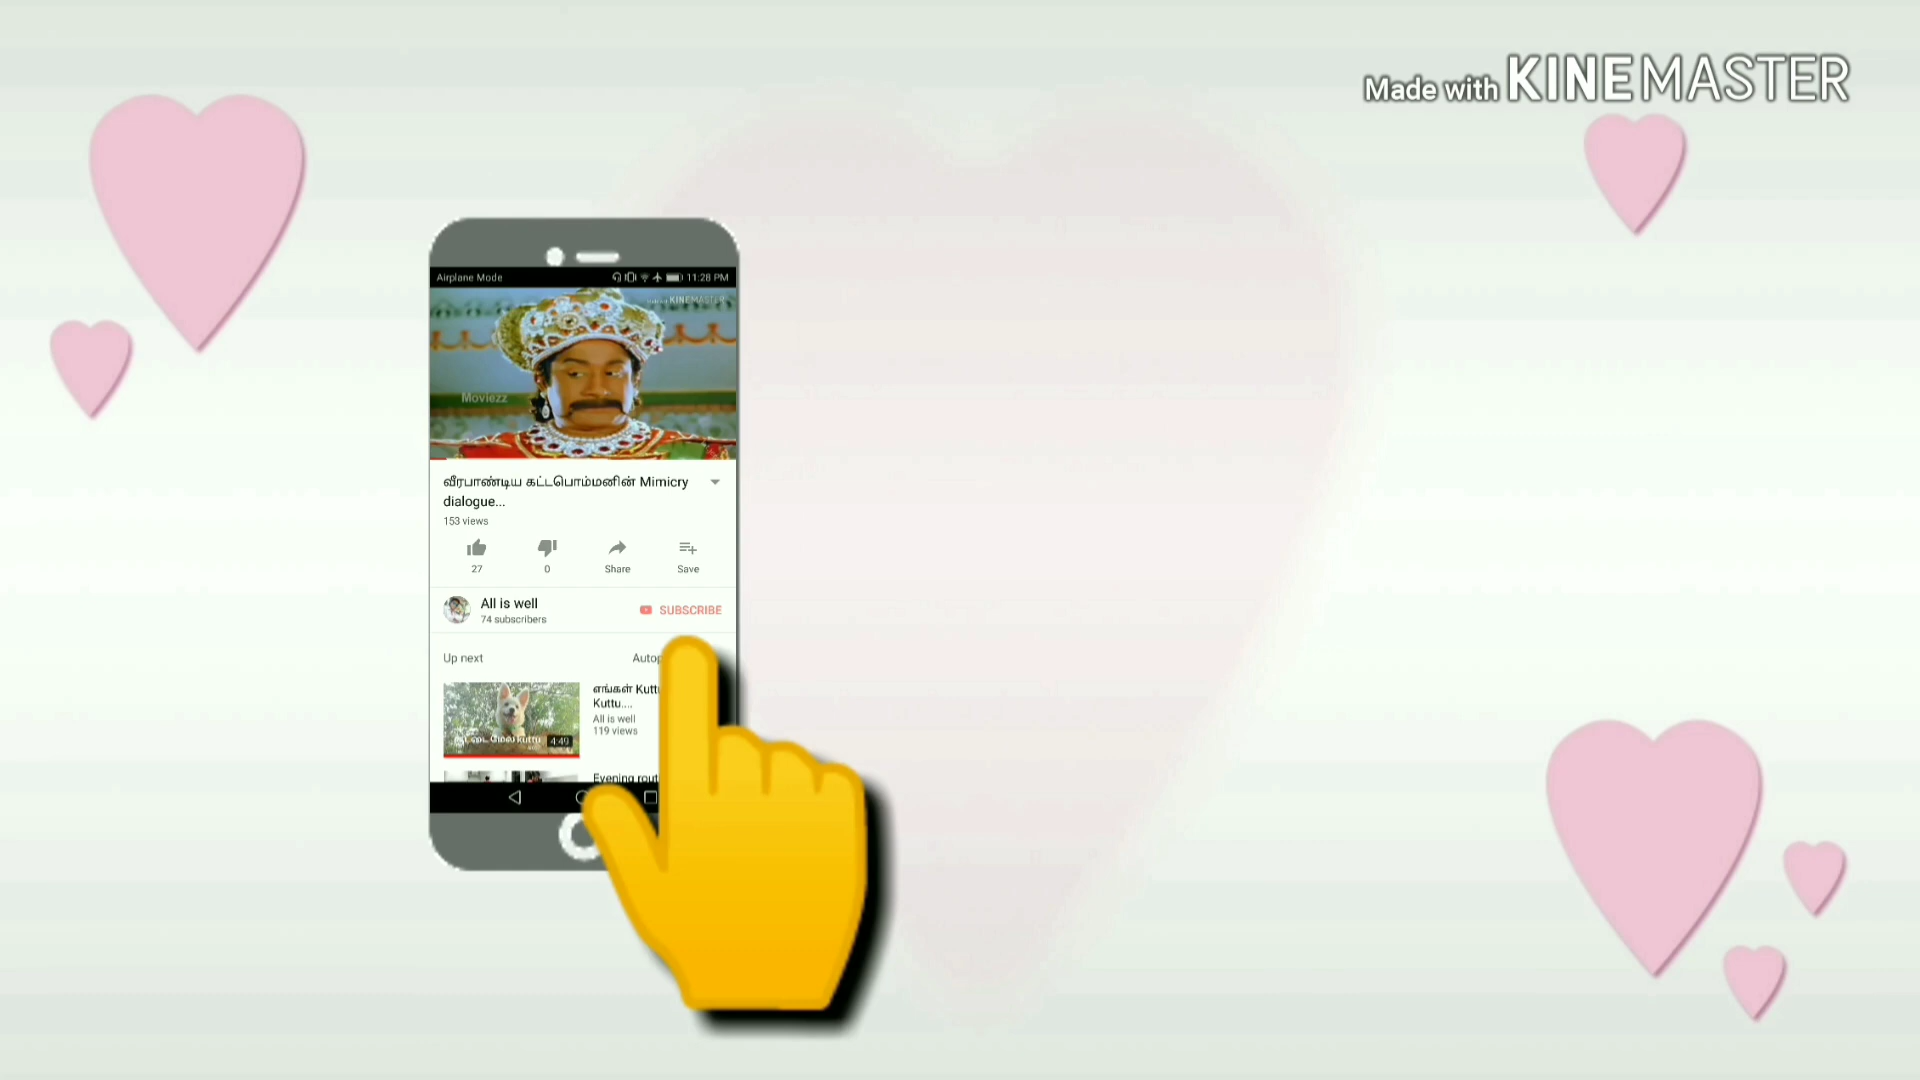 Made with KINEMASTER
Airplane Mode 11:28 PM
KINEMASTER
Moviezz
வீரபாண்டிய கட்டபொம்மனின் Mimicry
dialogue...
153 views
27 0 Share Save
All is well
SUBSCRIBE
74 subscribers
Up next
எங்கள்
Kuttu....
All is well
119 views
kuttu
4:49
Evening